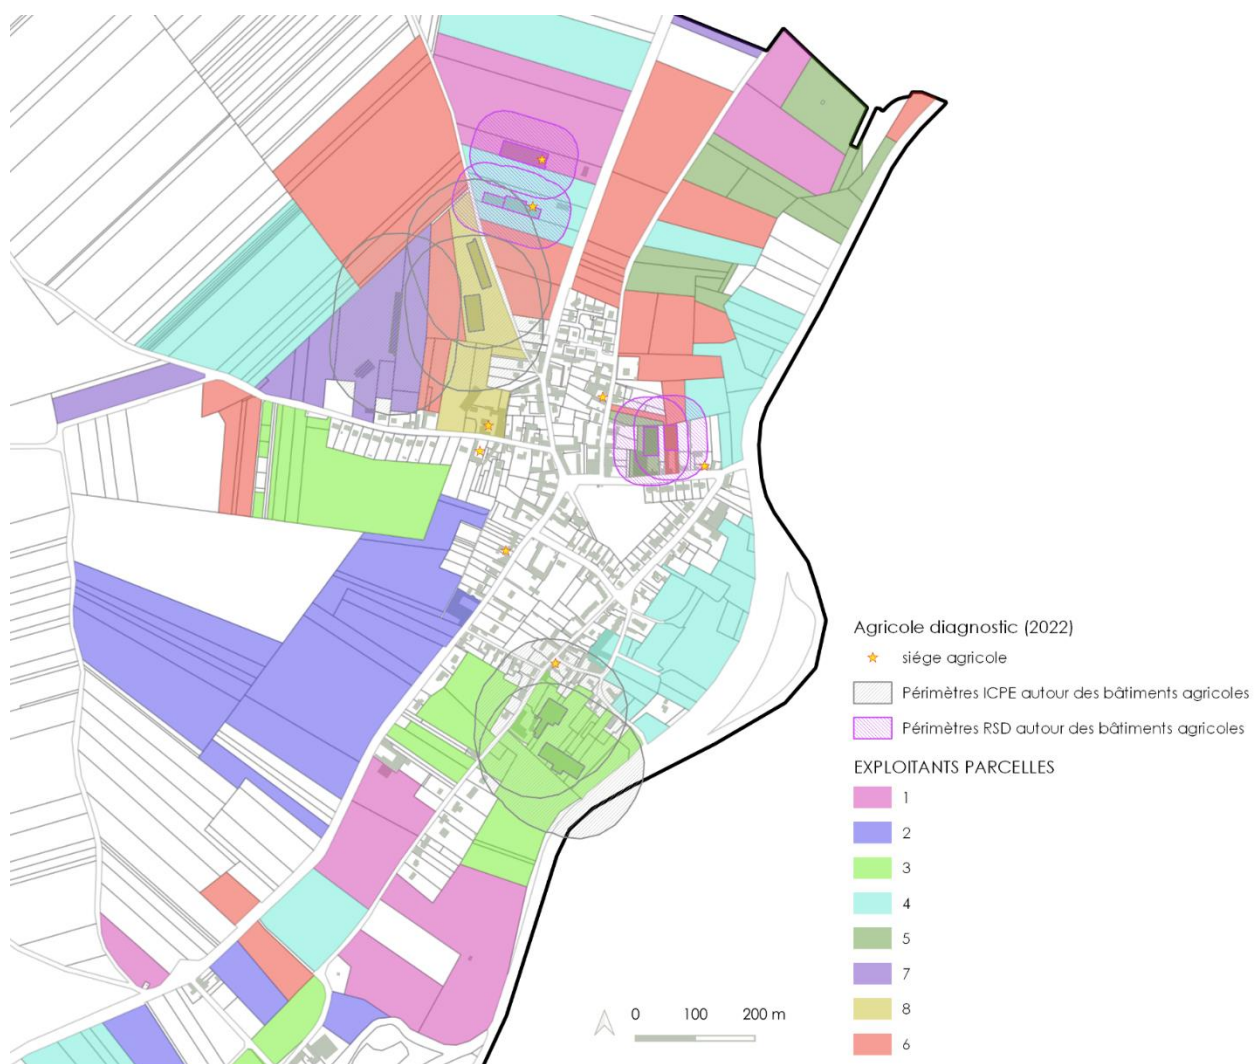 Agricole diagnostic (2022)
siége agricole
Périmètres ICPE autour des bâtiments agricoles
Périmètres RSD autour des bâtiments agricoles
EXPLOITANTS PARCELLES
1
2
3
4
5
7
8
6
0 100 200 m